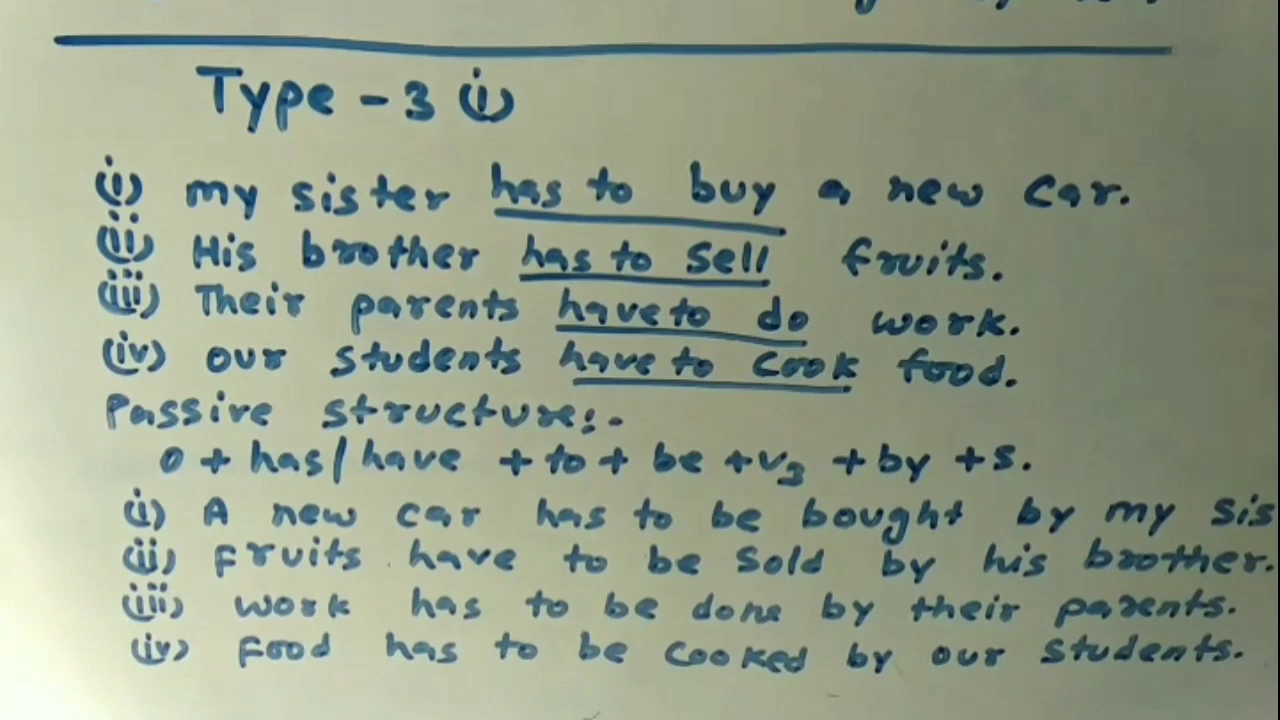 Type - 3 (i)
(i) my sister has to buy a new car.
(ii) His brother has to sell fruits.
(iii) Their parents have to do work.
(iv) our students have to cook food.
Passive structure:-
O + has/have + to + be + v3 + by + s.
(i) A new car has to be bought by my sis
(ii) Fruits have to be sold by his brother.
(iii) work has to be done by their parents.
(iv) Food has to be cooked by our students.